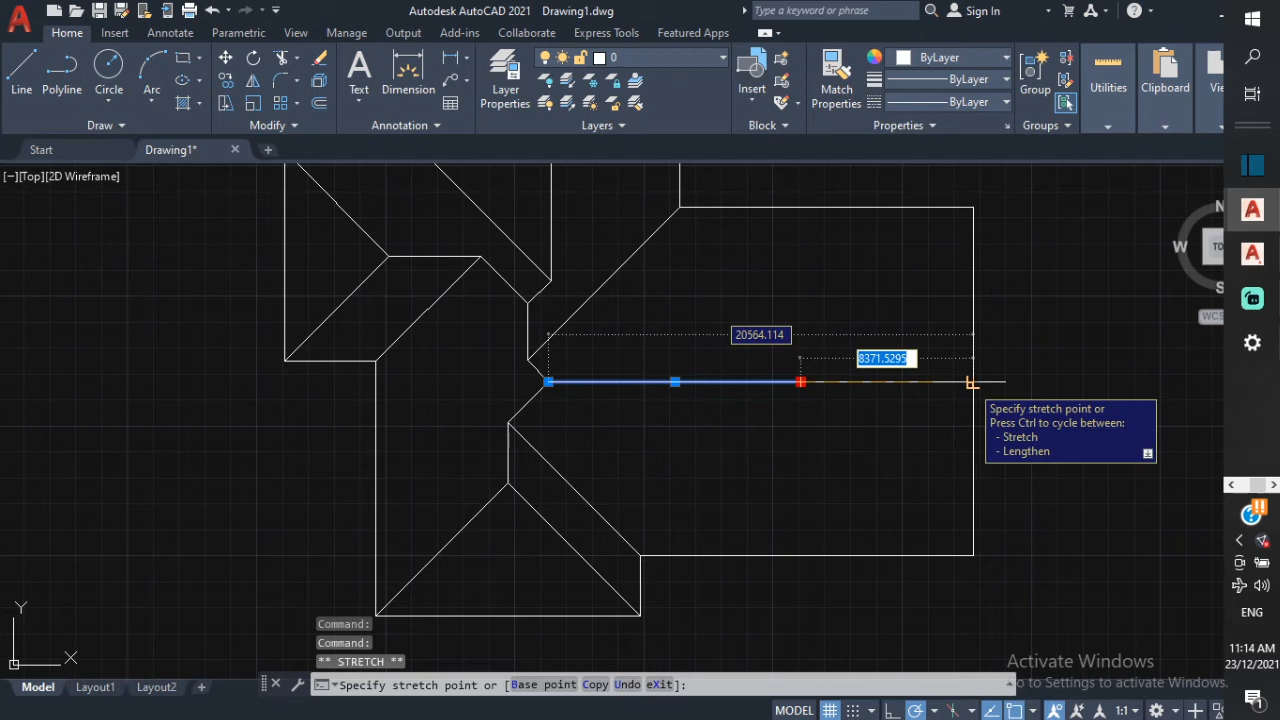 Autodesk AutoCAD 2021 Drawing1.dwg
Type a keyword or phrase
Sign In
Home Insert Annotate Parametric View Manage Output Add-ins Collaborate Express Tools Featured Apps
0
ByLayer
ByLayer
ByLayer
Line Polyline Circle Arc
Text Dimension
Layer
Properties
Insert
Match
Properties
Group
Utilities
Clipboard
Vie
Draw Modify Annotation Layers Block Properties Groups
Start Drawing1*
[−][Top][2D Wireframe]
N
W
TO
S
WCS
20564.114
8371.5295
Specify stretch point or
Press Ctrl to cycle between:
- Stretch
- Lengthen
Y
X
Command:
Command:
** STRETCH **
Specify stretch point or [Base point Copy Undo eXit]:
Activate Windows
Go to Settings to activate Windows.
Model Layout1 Layout2
MODEL
1:1
ENG
11:14 AM
23/12/2021
1